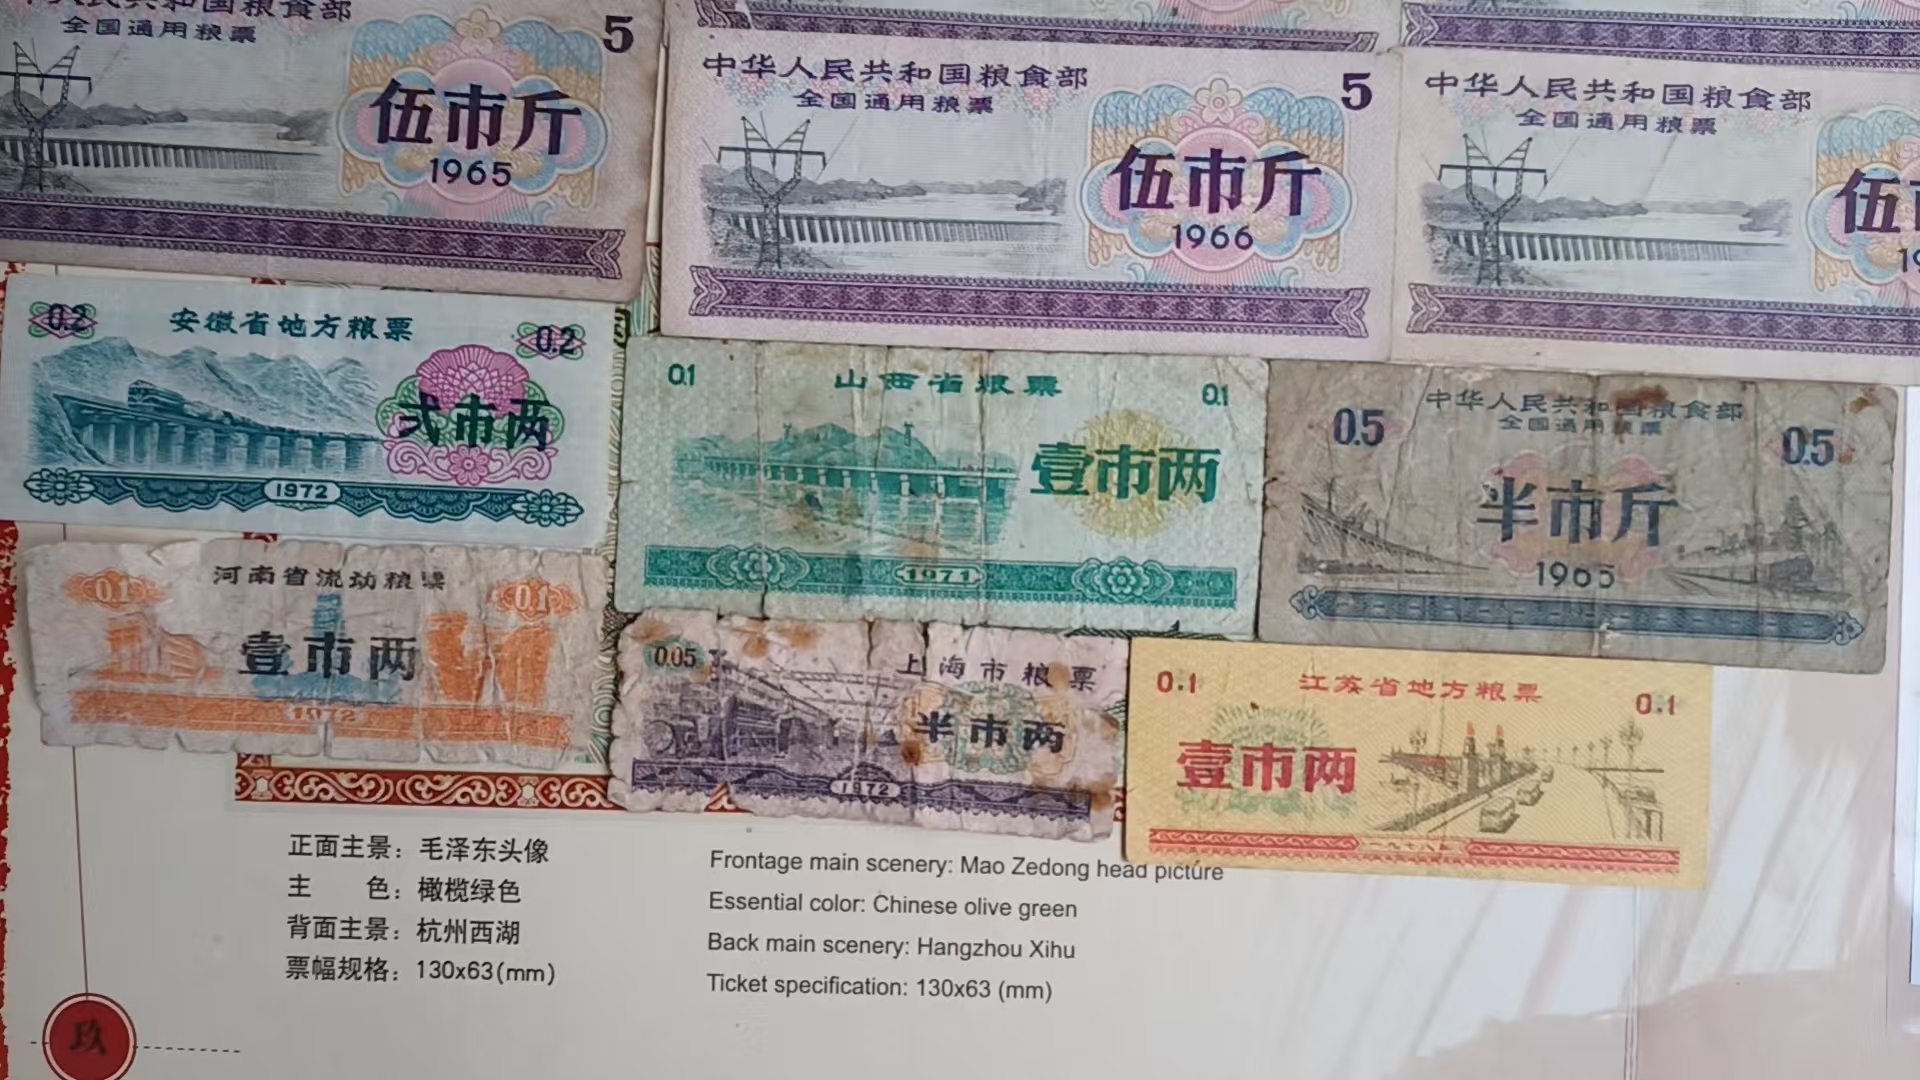 人民共和国粮食部
全国通用粮票
5
伍市斤
1965
中华人民共和国粮食部
全国通用粮票
5
伍市斤
1966
中华人民共和国粮食部
全国通用粮票
伍
0.2
安徽省地方粮票
0.2
弍市两
1972
0.1
山西省粮票
0.1
壹市两
1971
0.5
中华人民共和国粮食部
全国通用粮票
0.5
半市斤
1965
0.1
河南省流动粮票
0.1
壹市两
1972
0.05
上海市粮票
半市两
1972
0.1
江苏省地方粮票
0.1
壹市两
正面主景：毛泽东头像
主　　色：橄榄绿色
背面主景：杭州西湖
票幅规格：130x63(mm)
Frontage main scenery: Mao Zedong head picture
Essential color: Chinese olive green
Back main scenery: Hangzhou Xihu
Ticket specification: 130x63 (mm)
玖